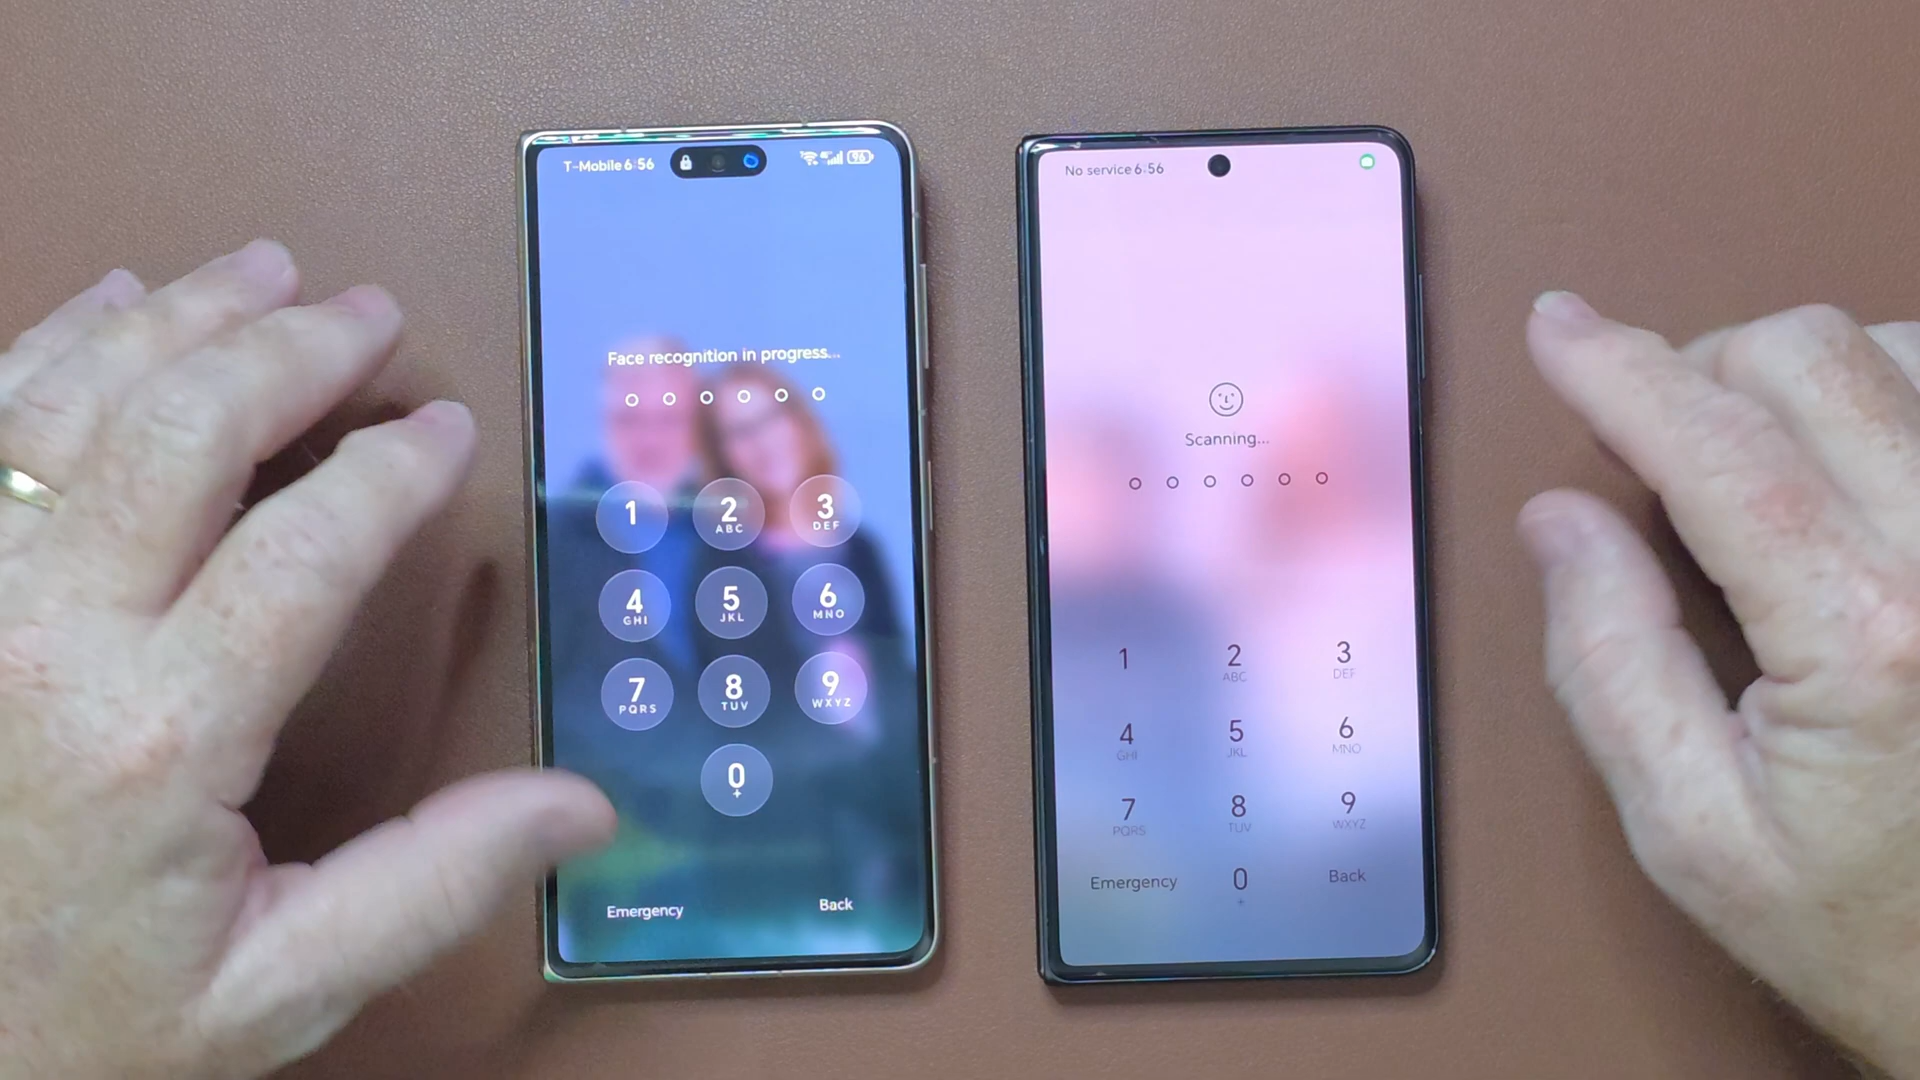 T-Mobile 6:56
96
Face recognition in progress...
1
2
3
ABC
DEF
4
5
6
GHI
JKL
MNO
7
8
9
PQRS
TUV
WXYZ
0
+
Emergency
Back
No service 6:56
Scanning...
1
2
3
ABC
DEF
4
5
6
GHI
JKL
MNO
7
8
9
PQRS
TUV
WXYZ
Emergency
0
Back
+